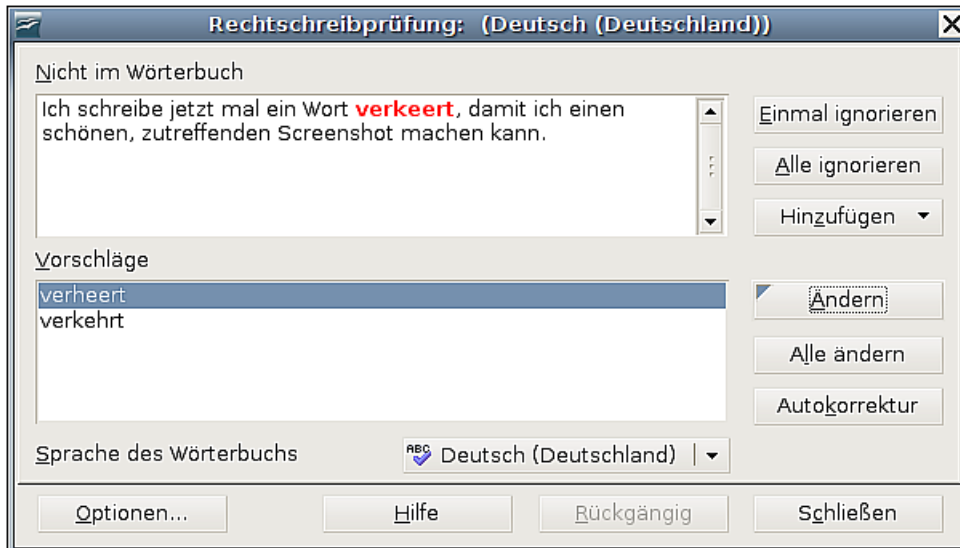 Rechtschreibprüfung: (Deutsch (Deutschland))
Nicht im Wörterbuch
Ich schreibe jetzt mal ein Wort verkeert, damit ich einen
schönen, zutreffenden Screenshot machen kann.
Einmal ignorieren
Alle ignorieren
Hinzufügen
Vorschläge
verheert
verkehrt
Ändern
Alle ändern
Autokorrektur
Sprache des Wörterbuchs
ABC Deutsch (Deutschland)
Optionen...
Hilfe
Rückgängig
Schließen